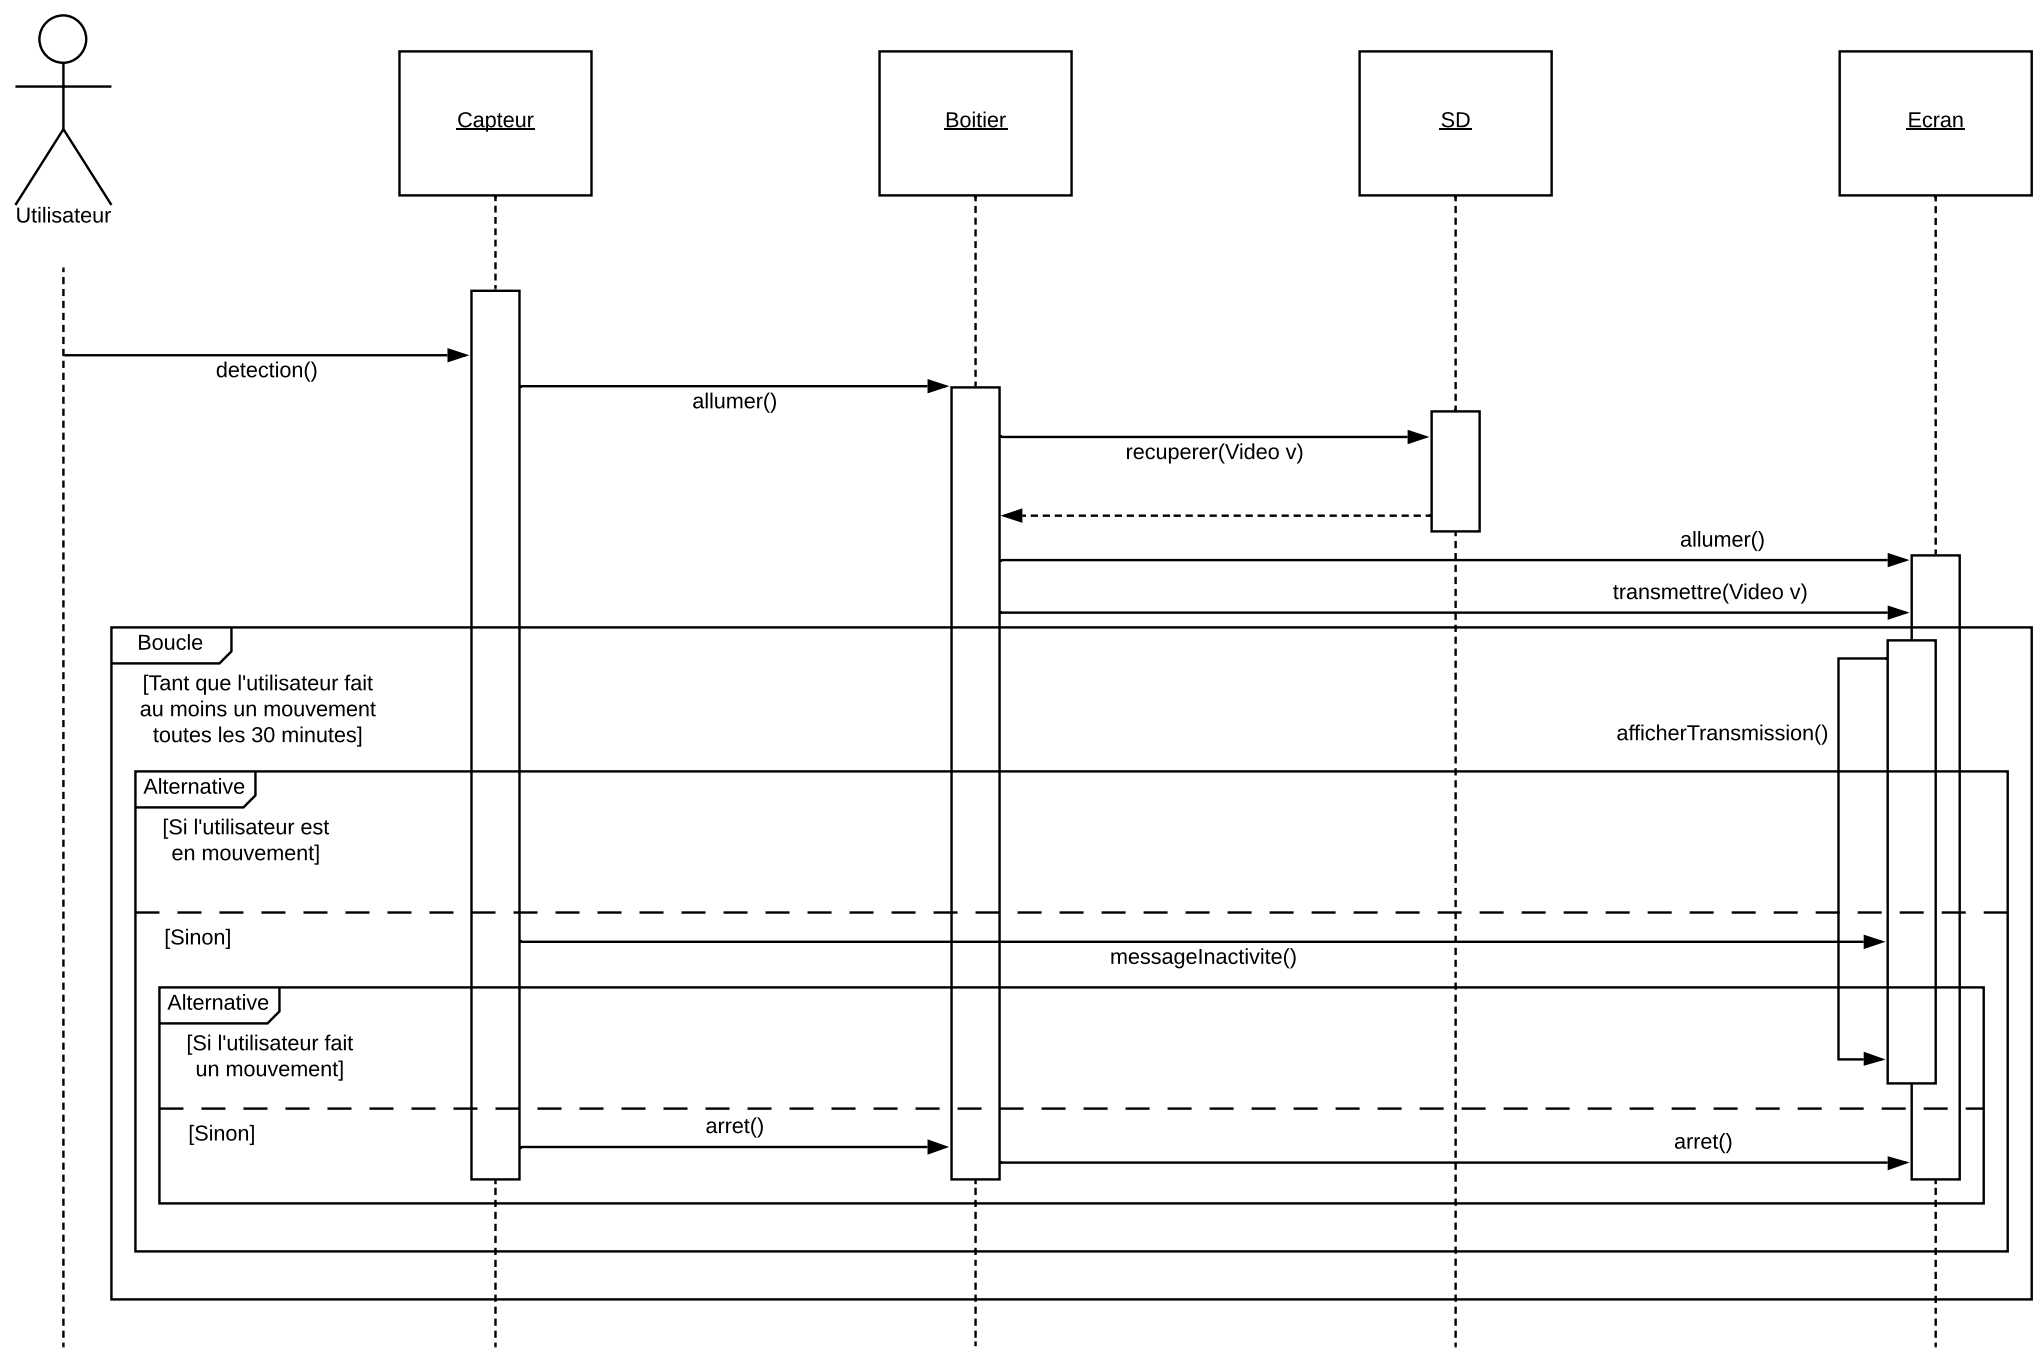 Utilisateur
Capteur
Boitier
SD
Ecran
detection()
allumer()
recuperer(Video v)
allumer()
transmettre(Video v)
Boucle
[Tant que l'utilisateur fait
au moins un mouvement
toutes les 30 minutes]
afficherTransmission()
Alternative
[Si l'utilisateur est
en mouvement]
[Sinon]
messageInactivite()
Alternative
[Si l'utilisateur fait
un mouvement]
[Sinon]
arret()
arret()